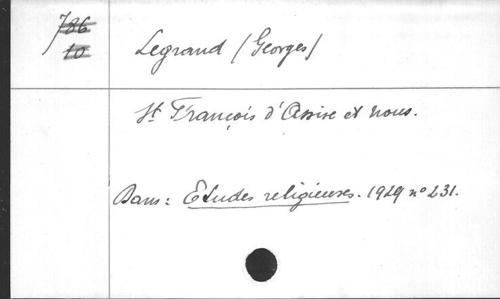 786
10
Legrand (Georges)
St François d'Assise et nous.
Dans : Etudes religieuses. 1929 n° 231.